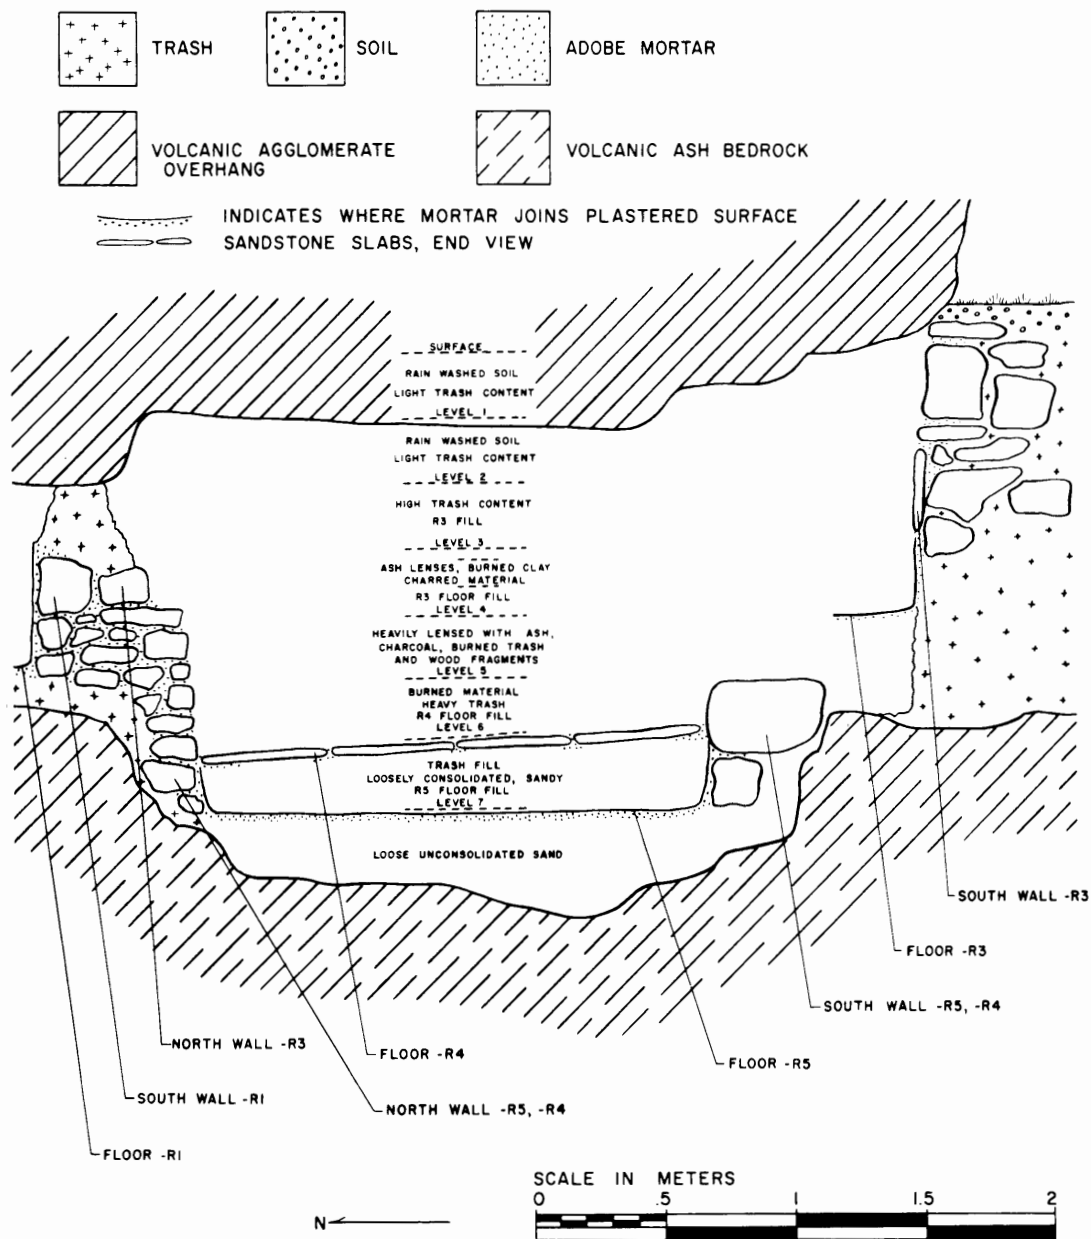 TRASH
SOIL
ADOBE MORTAR
VOLCANIC AGGLOMERATE
OVERHANG
VOLCANIC ASH BEDROCK
INDICATES WHERE MORTAR JOINS PLASTERED SURFACE
SANDSTONE SLABS, END VIEW
SURFACE
RAIN WASHED SOIL
LIGHT TRASH CONTENT
LEVEL 1
RAIN WASHED SOIL
LIGHT TRASH CONTENT
LEVEL 2
HIGH TRASH CONTENT
R3 FILL
LEVEL 3
ASH LENSES, BURNED CLAY
CHARRED MATERIAL
R3 FLOOR FILL
LEVEL 4
HEAVILY LENSED WITH ASH,
CHARCOAL, BURNED TRASH
AND WOOD FRAGMENTS
LEVEL 5
BURNED MATERIAL
HEAVY TRASH
R4 FLOOR FILL
LEVEL 6
TRASH FILL
LOOSELY CONSOLIDATED, SANDY
R5 FLOOR FILL
LEVEL 7
LOOSE UNCONSOLIDATED SAND
SOUTH WALL -R3
FLOOR -R3
SOUTH WALL -R5, -R4
FLOOR -R5
NORTH WALL -R3
FLOOR -R4
SOUTH WALL -R1
NORTH WALL -R5, -R4
FLOOR -R1
SCALE IN METERS
0 .5 1 1.5 2
N